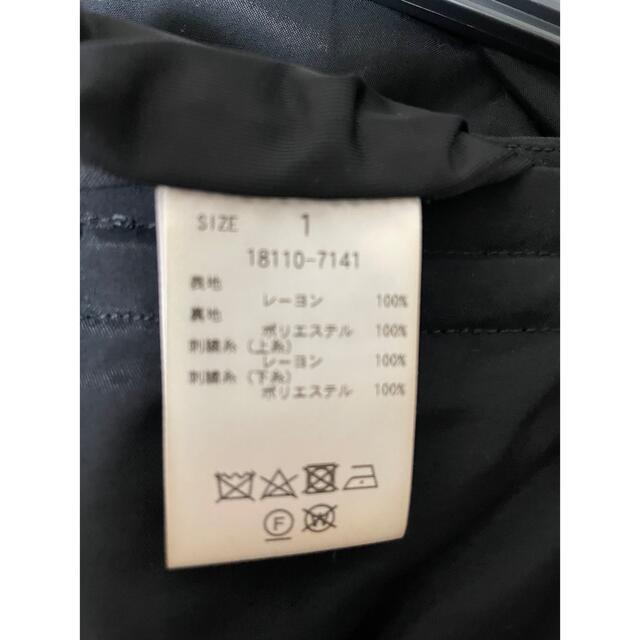 SIZE 1
18110-7141
表地
レーヨン 100%
裏地
ポリエステル 100%
刺繍糸 (上糸)
レーヨン 100%
刺繍糸 (下糸)
ポリエステル 100%
F
W